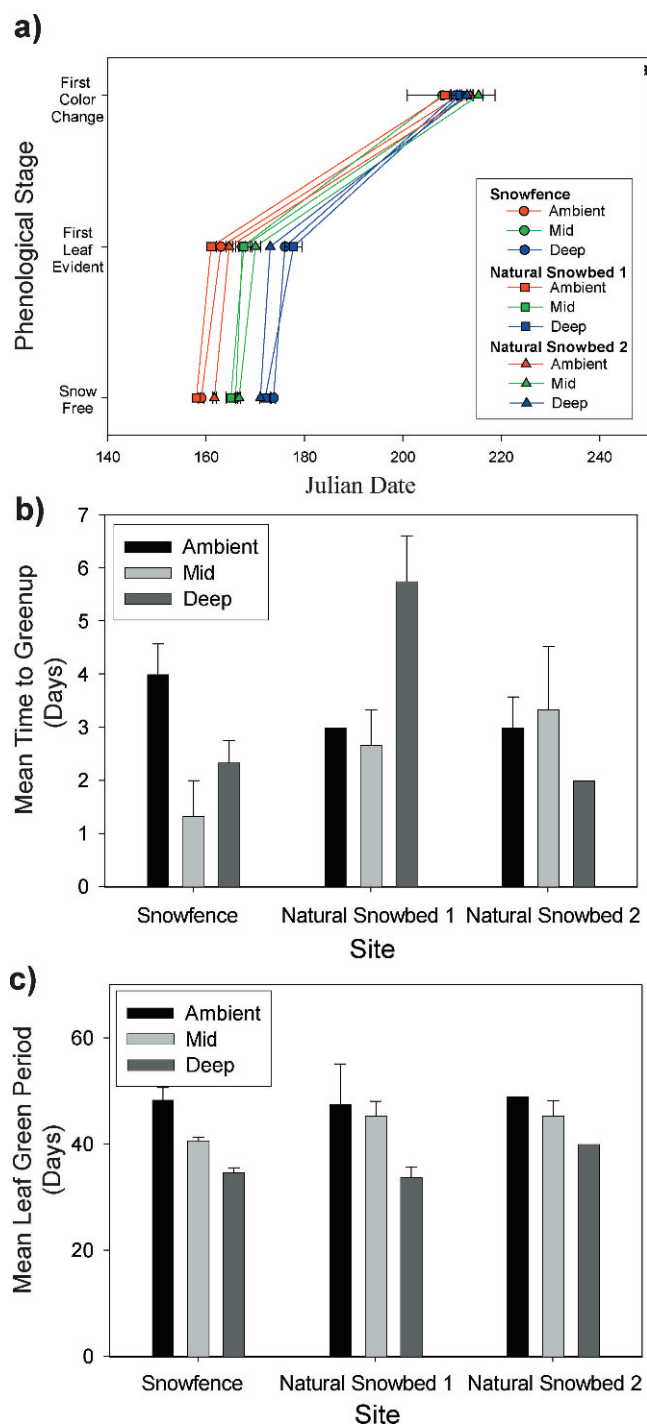 a)
Phenological Stage
First
Color
Change
First
Leaf
Evident
Snow
Free
140 160 180 200 220 240
Julian Date
Snowfence
Ambient
Mid
Deep
Natural Snowbed 1
Ambient
Mid
Deep
Natural Snowbed 2
Ambient
Mid
Deep
b)
Mean Time to Greenup
(Days)
7
6
5
4
3
2
1
0
Ambient
Mid
Deep
Snowfence Natural Snowbed 1 Natural Snowbed 2
Site
c)
Mean Leaf Green Period
(Days)
60
40
20
0
Ambient
Mid
Deep
Snowfence Natural Snowbed 1 Natural Snowbed 2
Site